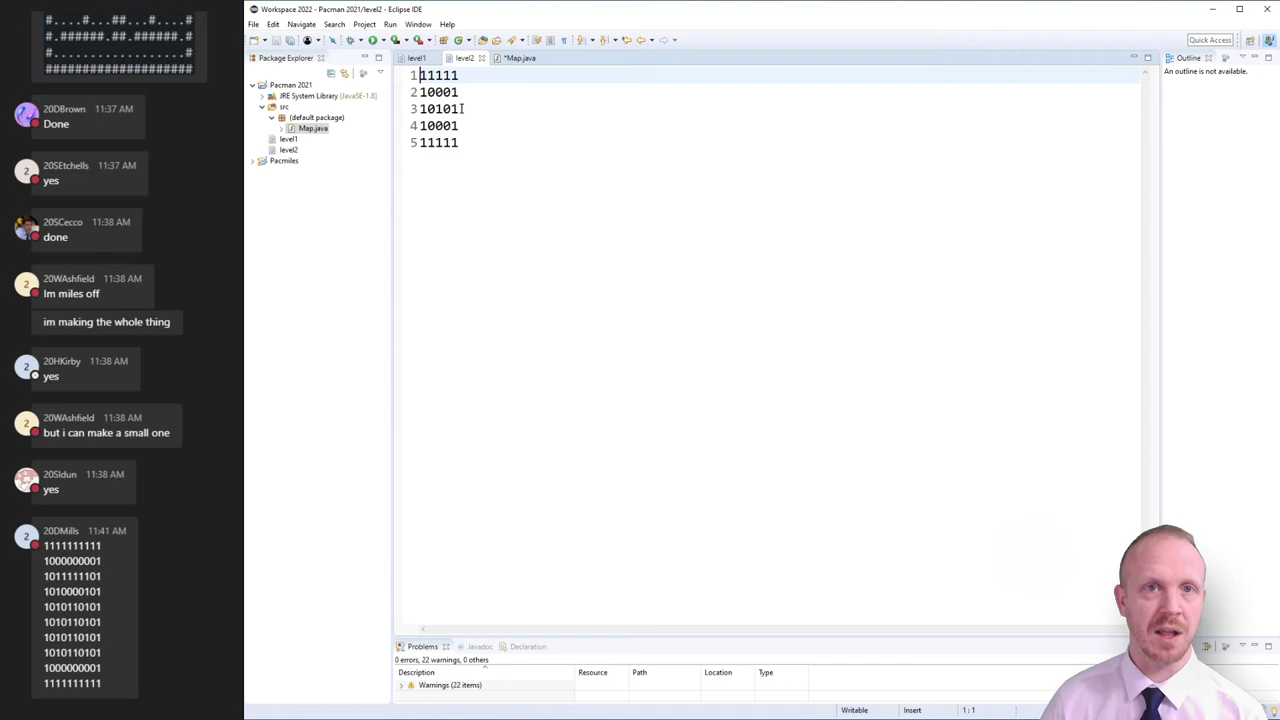 #....#...##...#....#
#.######.##.######.#
#..................#
####################
20DBrown 11:37 AM
Done
20SEtchells 11:37 AM
yes
20SCecco 11:38 AM
done
20WAshfield 11:38 AM
Im miles off
im making the whole thing
20HKirby 11:38 AM
yes
20WAshfield 11:38 AM
but i can make a small one
20SIdun 11:38 AM
yes
20DMills 11:41 AM
1111111111
1000000001
1011111101
1010000101
1010110101
1010110101
1010110101
1010110101
1000000001
1111111111
Workspace 2022 - Pacman 2021/level2 - Eclipse IDE
File Edit Navigate Search Project Run Window Help
Quick Access
Package Explorer
Pacman 2021
JRE System Library [JavaSE-1.8]
src
(default package)
Map.java
level1
level2
Pacmiles
level1 level2 *Map.java
1 11111
2 10001
3 10101
4 10001
5 11111
Outline
An outline is not available.
Problems Javadoc Declaration
0 errors, 22 warnings, 0 others
Description Resource Path Location Type
Warnings (22 items)
Writable Insert 1 : 1